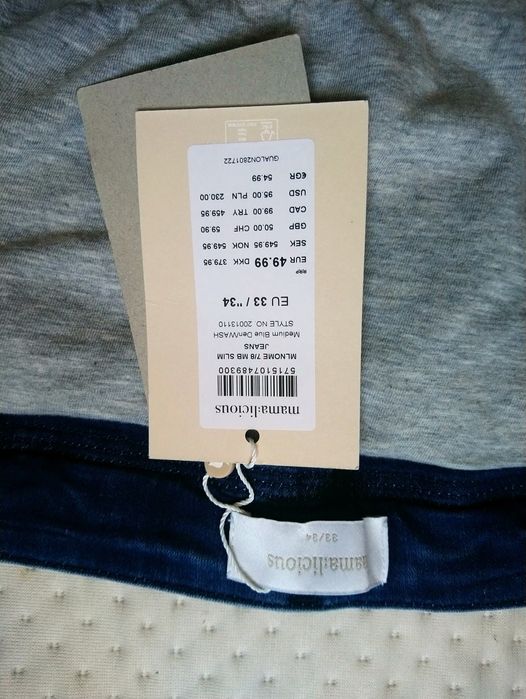 mama:licious
5715107489300
MLNOME 7/8 MB SLIM
JEANS
Medium Blue Den/WASH
STYLE NO. 20013110
EU 33 / "34
RRP
EUR 49.99 DKK 379.95
SEK 549.95 NOK 549.95
GBP 50.00 CHF 59.90
CAD 99.00 TRY 459.95
USD 95.00 PLN 230.00
€GR 54.99
GUALON2801722
mama:licious
33/34